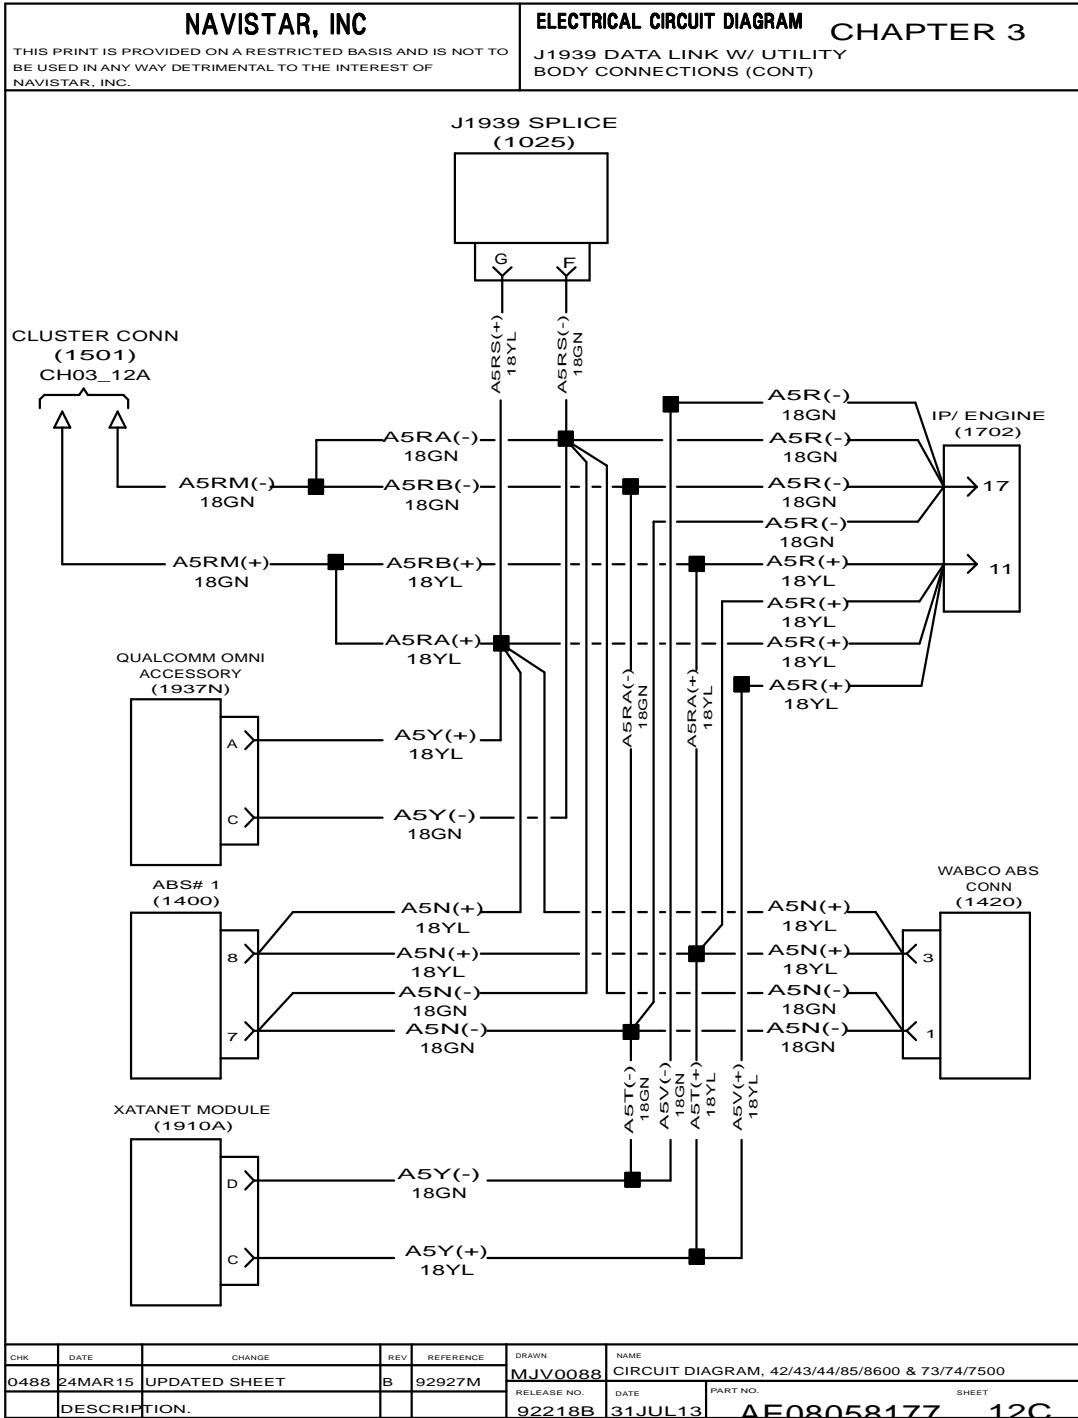 NAVISTAR, INC
THIS PRINT IS PROVIDED ON A RESTRICTED BASIS AND IS NOT TO
BE USED IN ANY WAY DETRIMENTAL TO THE INTEREST OF
NAVISTAR, INC.
ELECTRICAL CIRCUIT DIAGRAM CHAPTER 3
J1939 DATA LINK W/ UTILITY
BODY CONNECTIONS (CONT)
J1939 SPLICE
(1025)
G F
A5RS(+)
18YL
A5RS(-)
18GN
CLUSTER CONN
(1501)
CH03_12A
A5R(-)
18GN
IP/ ENGINE
(1702)
A5RA(-)
18GN
A5R(-)
18GN
A5RM(-)
18GN
A5RB(-)
18GN
A5R(-)
18GN
17
A5R(-)
18GN
A5RM(+)
18GN
A5RB(+)
18YL
A5R(+)
18YL
11
A5R(+)
18YL
A5RA(+)
18YL
A5R(+)
18YL
A5R(+)
18YL
A5RA(-)
18GN
A5RA(+)
18YL
QUALCOMM OMNI
ACCESSORY
(1937N)
A
A5Y(+)
18YL
C
A5Y(-)
18GN
ABS# 1
(1400)
WABCO ABS
CONN
(1420)
A5N(+)
18YL
A5N(+)
18YL
8
A5N(+)
18YL
A5N(+)
18YL
3
A5N(-)
18GN
A5N(-)
18GN
7
A5N(-)
18GN
A5N(-)
18GN
1
A5T(-)
18GN
A5V(-)
18GN
A5T(+)
18YL
A5V(+)
18YL
XATANET MODULE
(1910A)
D
A5Y(-)
18GN
C
A5Y(+)
18YL
CHK DATE CHANGE REV REFERENCE DRAWN NAME
0488 24MAR15 UPDATED SHEET B 92927M MJV0088 CIRCUIT DIAGRAM, 42/43/44/85/8600 & 73/74/7500
RELEASE NO. DATE PART NO. SHEET
DESCRIPTION. 92218B 31JUL13 AE08058177 12C